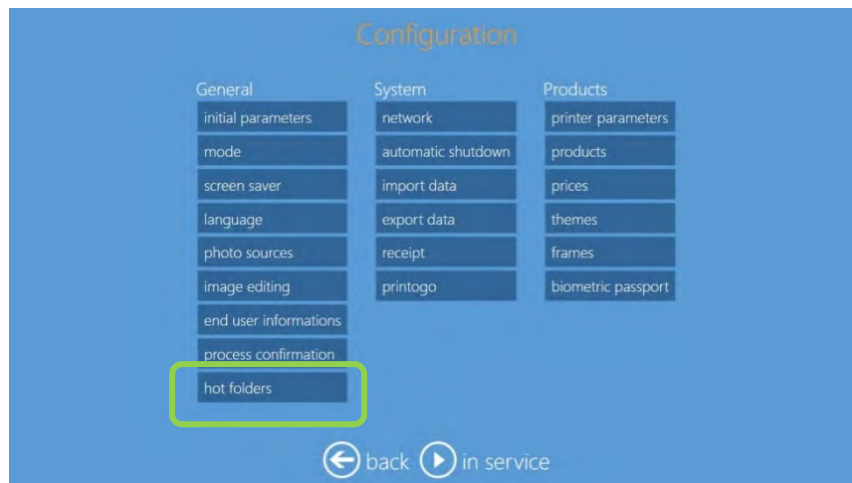 Configuration
General
initial parameters
mode
screen saver
language
photo sources
image editing
end user informations
process confirmation
hot folders
System
network
automatic shutdown
import data
export data
receipt
printogo
Products
printer parameters
products
prices
themes
frames
biometric passport
back in service